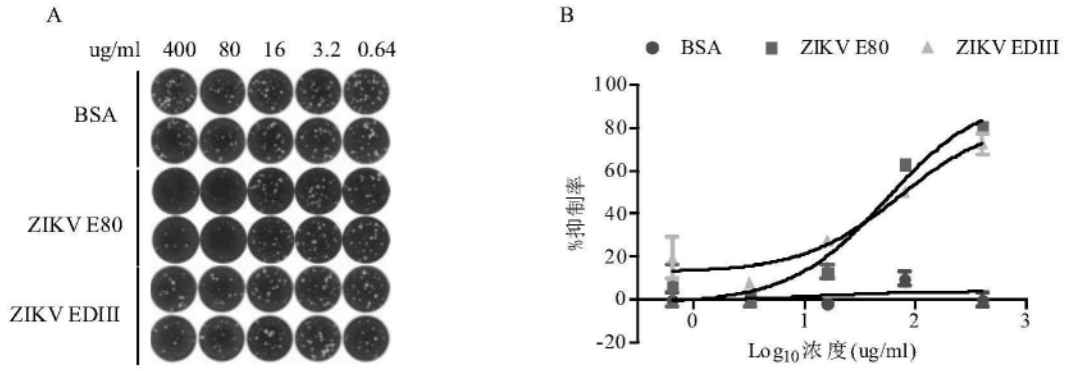 A
ug/ml 400 80 16 3.2 0.64
BSA
ZIKV E80
ZIKV EDIII
B
BSA ZIKV E80 ZIKV EDIII
100
80
60
40
20
0
-20
%抑制率
0 1 2 3
Log10浓度(ug/ml)